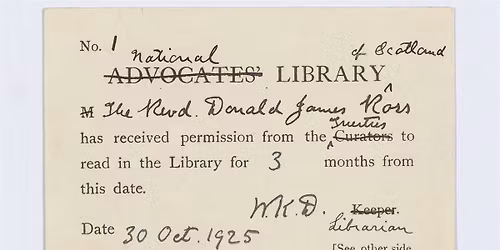 No. 1
National of Scotland
ADVOCATES' LIBRARY
M The Revd. Donald James Ross
Trustees
has received permission from the Curators to
read in the Library for 3 months from
this date.
W.K.D. Keeper.
Librarian
Date 30 Oct. 1925
[See other side